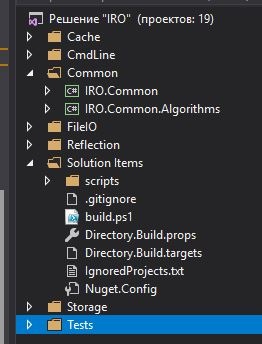 Решение "IRO" (проектов: 19)
Cache
CmdLine
Common
C# IRO.Common
C# IRO.Common.Algorithms
FileIO
Reflection
Solution Items
scripts
.gitignore
build.ps1
Directory.Build.props
Directory.Build.targets
IgnoredProjects.txt
Nuget.Config
Storage
Tests